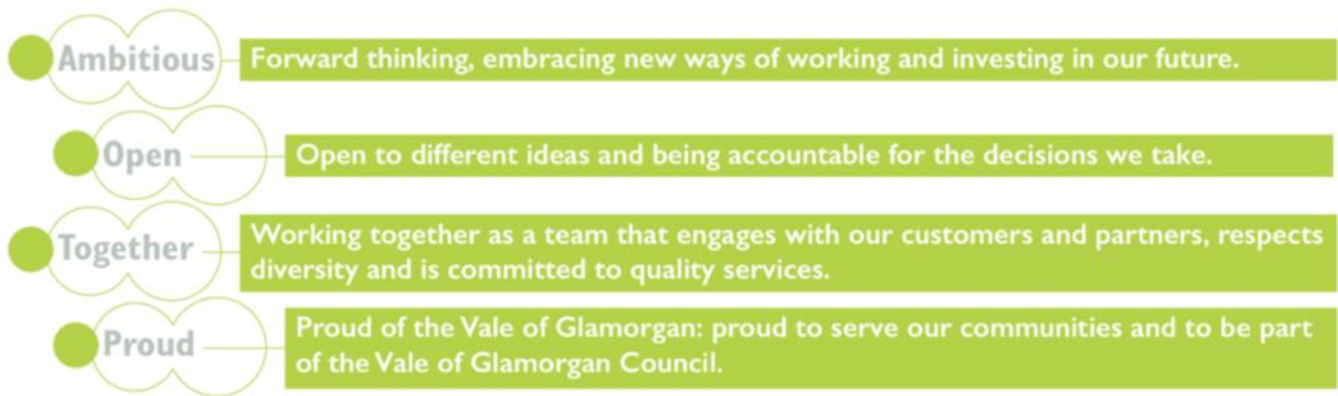 Ambitious
Forward thinking, embracing new ways of working and investing in our future.
Open
Open to different ideas and being accountable for the decisions we take.
Together
Working together as a team that engages with our customers and partners, respects
diversity and is committed to quality services.
Proud
Proud of the Vale of Glamorgan: proud to serve our communities and to be part
of the Vale of Glamorgan Council.